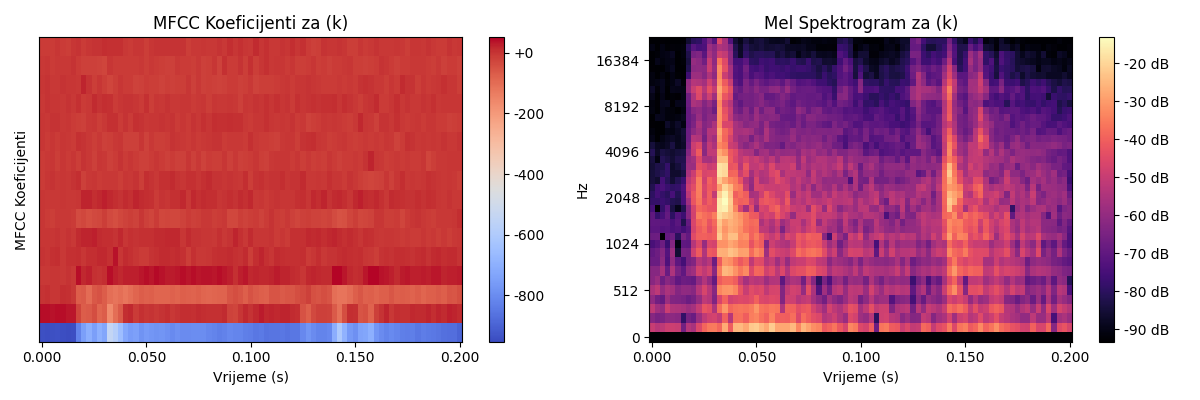 MFCC Koeficijenti za (k)
MFCC Koeficijenti
+0
-200
-400
-600
-800
0.000 0.050 0.100 0.150 0.200
Vrijeme (s)
Mel Spektrogram za (k)
Hz
16384
8192
4096
2048
1024
512
0
-20 dB
-30 dB
-40 dB
-50 dB
-60 dB
-70 dB
-80 dB
-90 dB
0.000 0.050 0.100 0.150 0.200
Vrijeme (s)